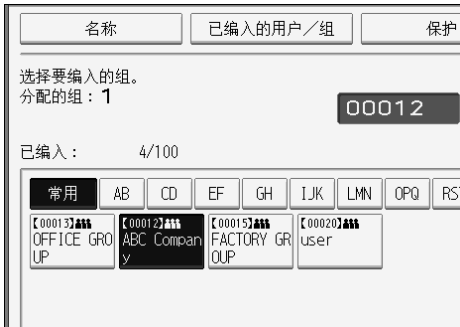 名称 已编入的用户／组 保护
选择要编入的组。
分配的组：1
00012
已编入： 4/100
常用 AB CD EF GH IJK LMN OPQ RS
【00013】 【00012】 【00015】 【00020】
OFFICE GRO ABC Compan FACTORY GR user
UP y OUP